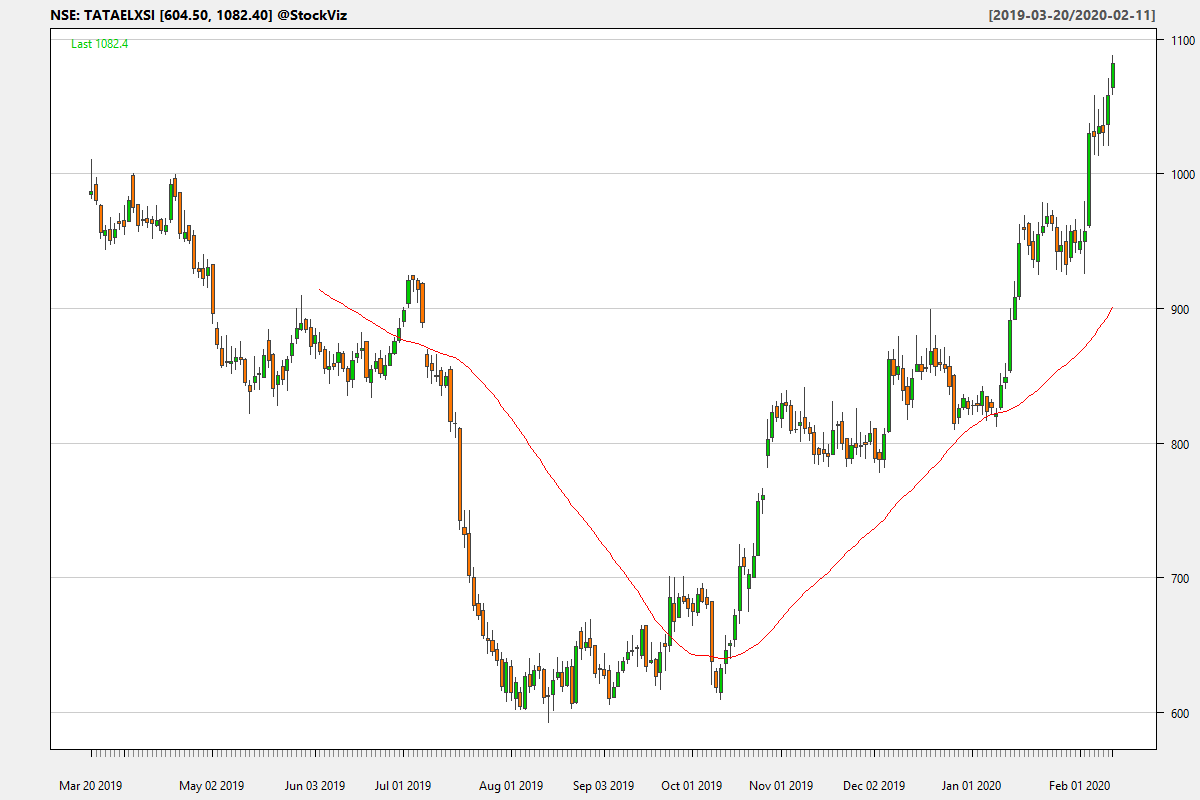 NSE: TATAELXSI [604.50, 1082.40] @StockViz [2019-03-20/2020-02-11]
Last 1082.4
1100
1000
900
800
700
600
Mar 20 2019 May 02 2019 Jun 03 2019 Jul 01 2019 Aug 01 2019 Sep 03 2019 Oct 01 2019 Nov 01 2019 Dec 02 2019 Jan 01 2020 Feb 01 2020